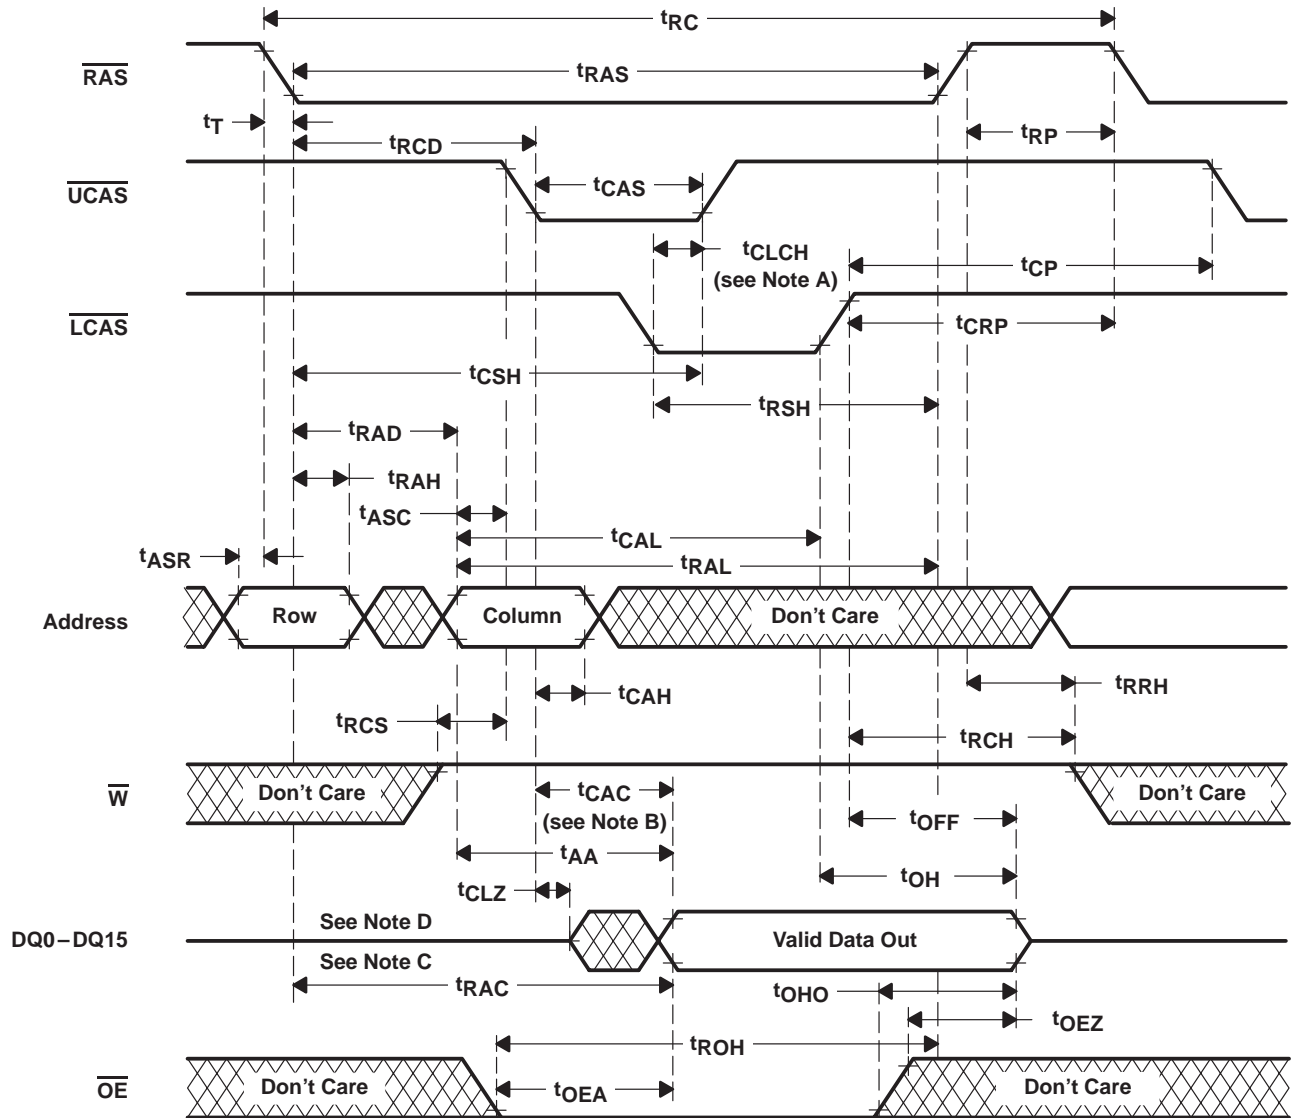 tRC
RAS
tRAS
tT
tRCD
tRP
UCAS
tCAS
tCLCH
(see Note A)
tCP
LCAS
tCRP
tCSH
tRSH
tRAD
tRAH
tASC
tCAL
tASR
tRAL
Address
Row
Column
Don't Care
tCAH
tRRH
tRCS
tRCH
W
Don't Care
tCAC
(see Note B)
Don't Care
tOFF
tAA
tOH
tCLZ
See Note D
DQ0–DQ15
Valid Data Out
See Note C
tRAC
tOHO
tOEZ
tROH
OE
Don't Care
tOEA
Don't Care